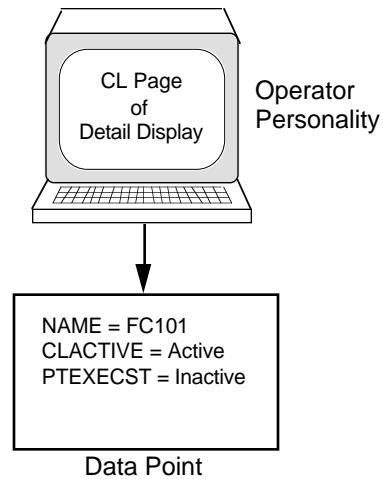 CL Page
of
Detail Display
Operator
Personality
NAME = FC101
CLACTIVE = Active
PTEXECST = Inactive
Data Point